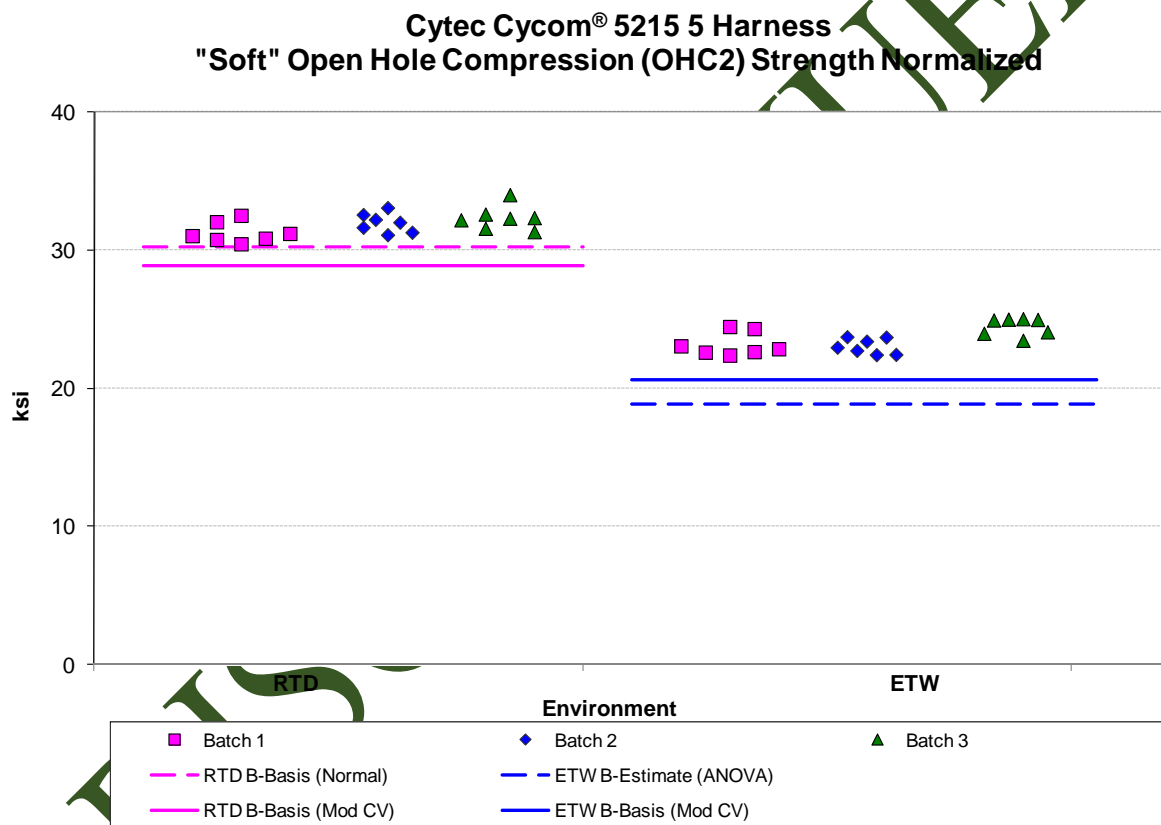 Cytec Cycom® 5215 5 Harness
"Soft" Open Hole Compression (OHC2) Strength Normalized
40
30
20
10
0
ksi
RTD ETW
Environment
Batch 1 Batch 2 Batch 3
RTD B-Basis (Normal) ETW B-Estimate (ANOVA)
RTD B-Basis (Mod CV) ETW B-Basis (Mod CV)